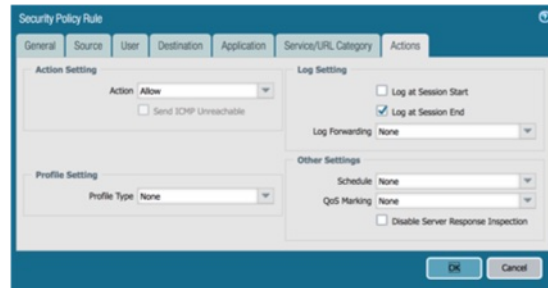 Security Policy Rule
General Source User Destination Application Service/URL Category Actions
Action Setting
Action Allow
Send ICMP Unreachable
Profile Setting
Profile Type None
Log Setting
Log at Session Start
Log at Session End
Log Forwarding None
Other Settings
Schedule None
QoS Marking None
Disable Server Response Inspection
OK Cancel